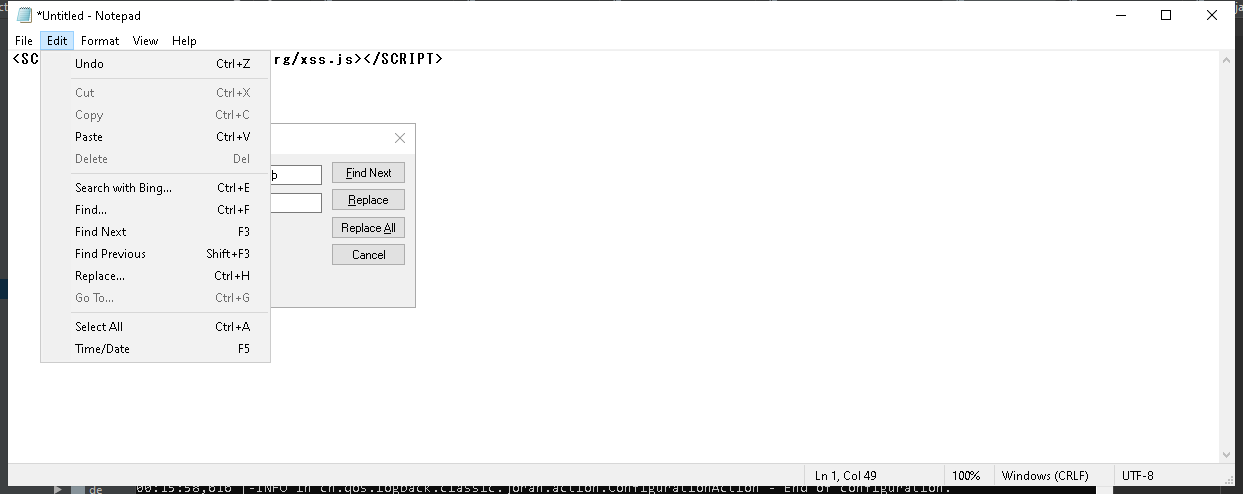 *Untitled - Notepad
File Edit Format View Help
<SC rg/xss.js></SCRIPT>
Undo Ctrl+Z
Cut Ctrl+X
Copy Ctrl+C
Paste Ctrl+V
Delete Del
Search with Bing... Ctrl+E
Find... Ctrl+F
Find Next F3
Find Previous Shift+F3
Replace... Ctrl+H
Go To... Ctrl+G
Select All Ctrl+A
Time/Date F5
Find Next
Replace
Replace All
Cancel
Ln 1, Col 49 100% Windows (CRLF) UTF-8
de 00:15:58,616 |-INFO in ch.qos.logback.classic.joran.action.ConfigurationAction - End of configuration.